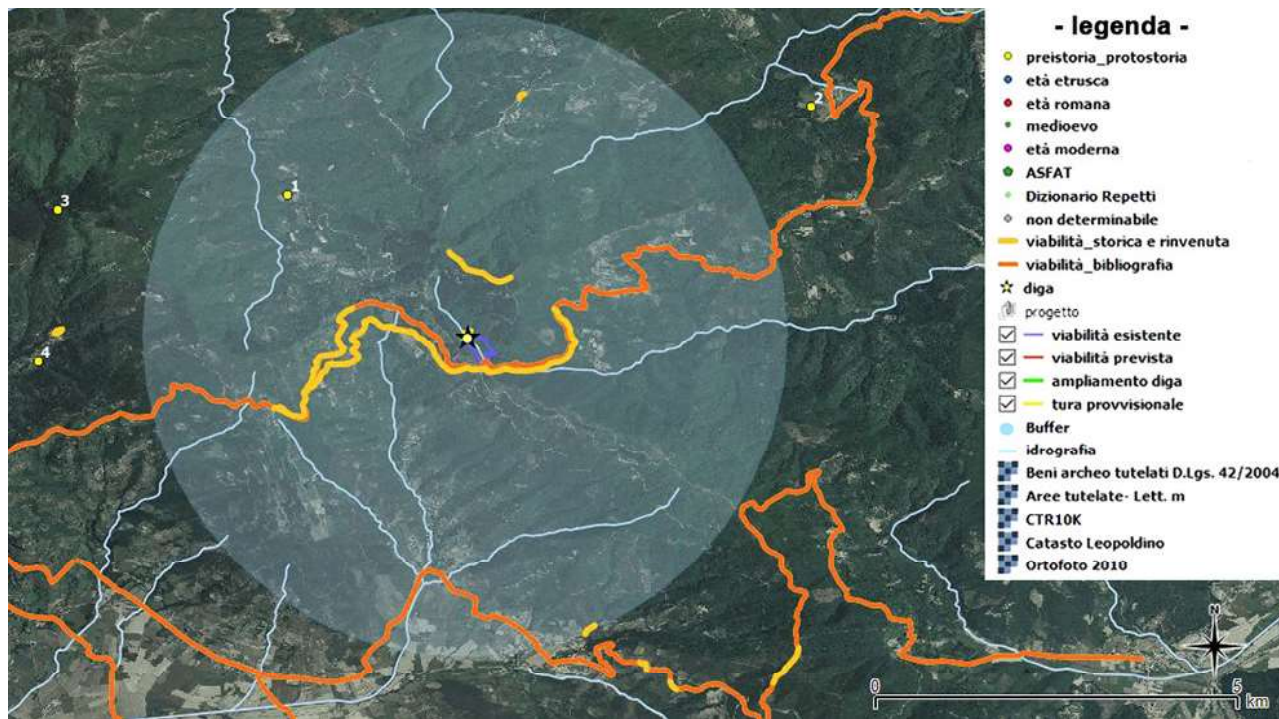 - legenda -
preistoria_protostoria
età etrusca
età romana
medioevo
età moderna
ASFAT
Dizionario Repetti
non determinabile
viabilità_storica e rinvenuta
viabilità_bibliografia
diga
progetto
viabilità esistente
viabilità prevista
ampliamento diga
tura provvisionale
Buffer
idrografia
Beni archeo tutelati D.Lgs. 42/2004
Aree tutelate- Lett. m
CTR10K
Catasto Leopoldino
Ortofoto 2010
2
1
3
4
N
0 5
km